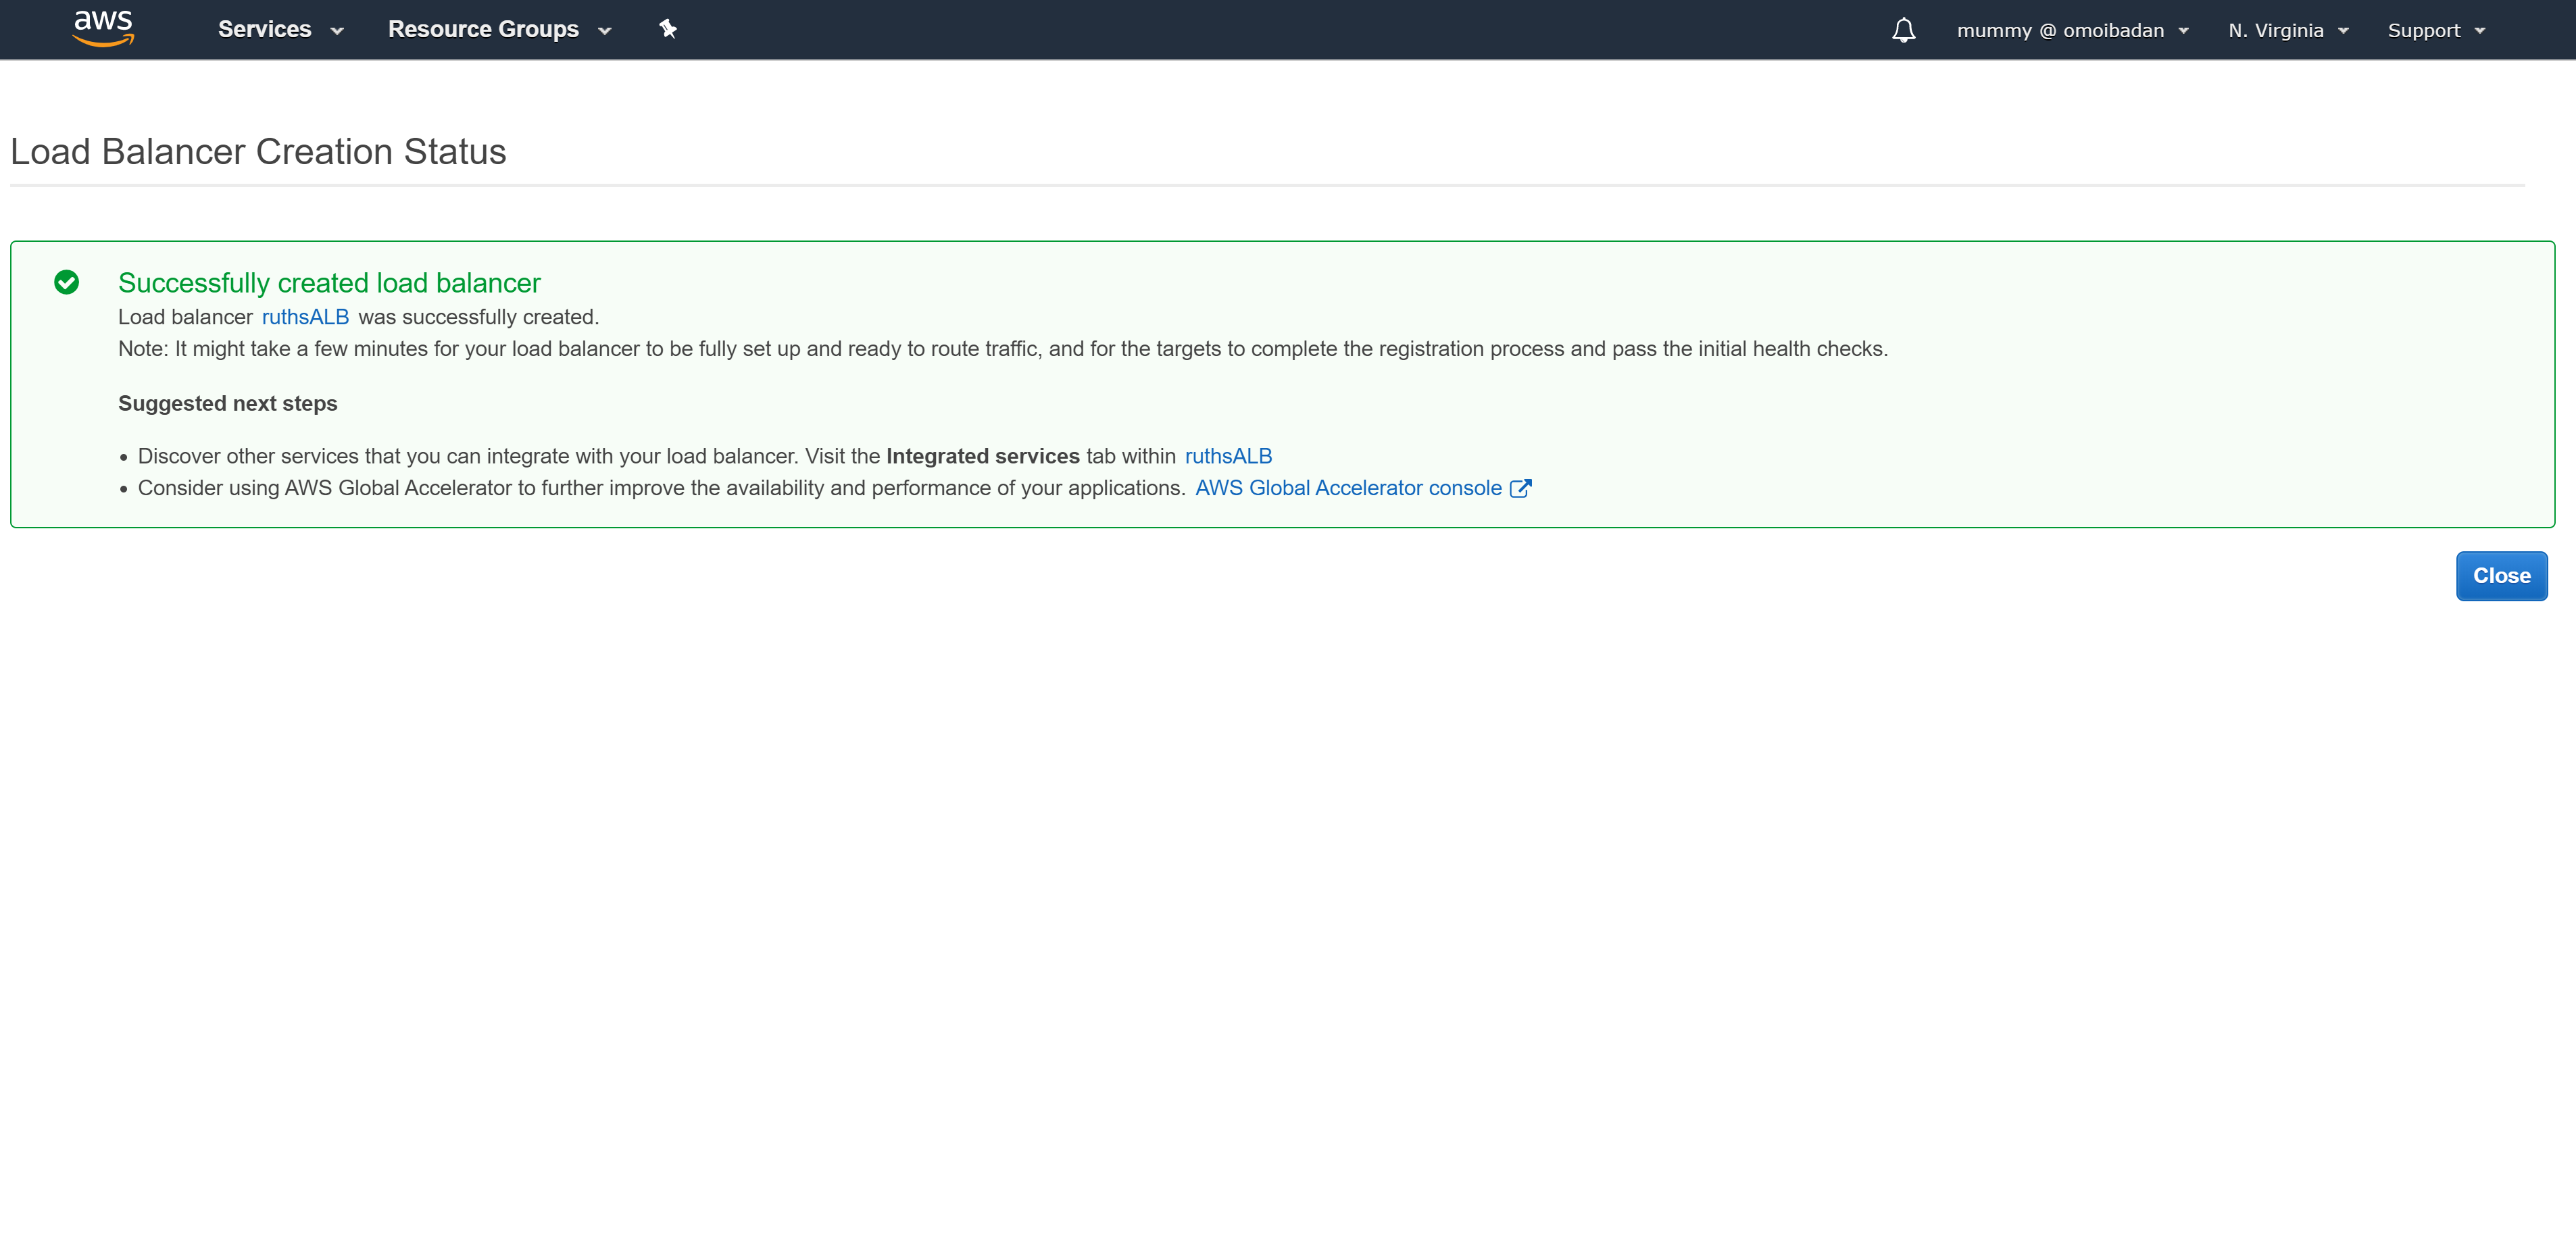 aws Services Resource Groups mummy @ omoibadan N. Virginia Support
Load Balancer Creation Status
Successfully created load balancer
Load balancer ruthsALB was successfully created.
Note: It might take a few minutes for your load balancer to be fully set up and ready to route traffic, and for the targets to complete the registration process and pass the initial health checks.
Suggested next steps
• Discover other services that you can integrate with your load balancer. Visit the Integrated services tab within ruthsALB
• Consider using AWS Global Accelerator to further improve the availability and performance of your applications. AWS Global Accelerator console
Close